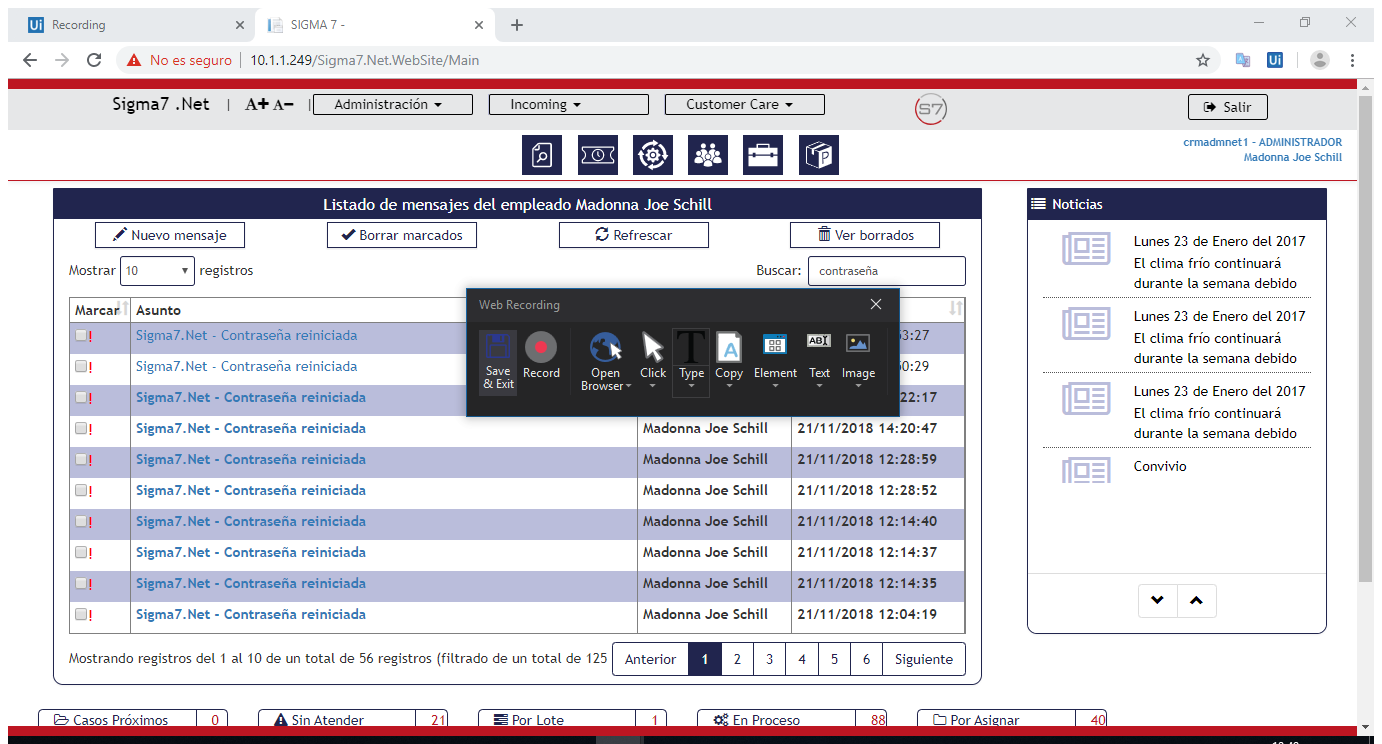 Ui Recording
SIGMA 7 -
No es seguro | 10.1.1.249/Sigma7.Net.WebSite/Main
Ui
Sigma7 .Net | A+ A- | Administración Incoming Customer Care S7 Salir
crmadmnet1 - ADMINISTRADOR
Madonna Joe Schill
Listado de mensajes del empleado Madonna Joe Schill
Nuevo mensaje Borrar marcados Refrescar Ver borrados
Mostrar 10 registros Buscar: contraseña
Marcar Asunto
Sigma7.Net - Contraseña reiniciada 53:27
Sigma7.Net - Contraseña reiniciada 50:29
Sigma7.Net - Contraseña reiniciada 22:17
Sigma7.Net - Contraseña reiniciada Madonna Joe Schill 21/11/2018 14:20:47
Sigma7.Net - Contraseña reiniciada Madonna Joe Schill 21/11/2018 12:28:59
Sigma7.Net - Contraseña reiniciada Madonna Joe Schill 21/11/2018 12:28:52
Sigma7.Net - Contraseña reiniciada Madonna Joe Schill 21/11/2018 12:14:40
Sigma7.Net - Contraseña reiniciada Madonna Joe Schill 21/11/2018 12:14:37
Sigma7.Net - Contraseña reiniciada Madonna Joe Schill 21/11/2018 12:14:35
Sigma7.Net - Contraseña reiniciada Madonna Joe Schill 21/11/2018 12:04:19
Mostrando registros del 1 al 10 de un total de 56 registros (filtrado de un total de 125
Anterior 1 2 3 4 5 6 Siguiente
Web Recording
Save & Exit
Record
Open Browser
Click
Type
Copy
Element
Text
Image
Noticias
Lunes 23 de Enero del 2017
El clima frío continuará
durante la semana debido
Lunes 23 de Enero del 2017
El clima frío continuará
durante la semana debido
Lunes 23 de Enero del 2017
El clima frío continuará
durante la semana debido
Convivio
Casos Próximos 0
Sin Atender 21
Por Lote 1
En Proceso 88
Por Asignar 40